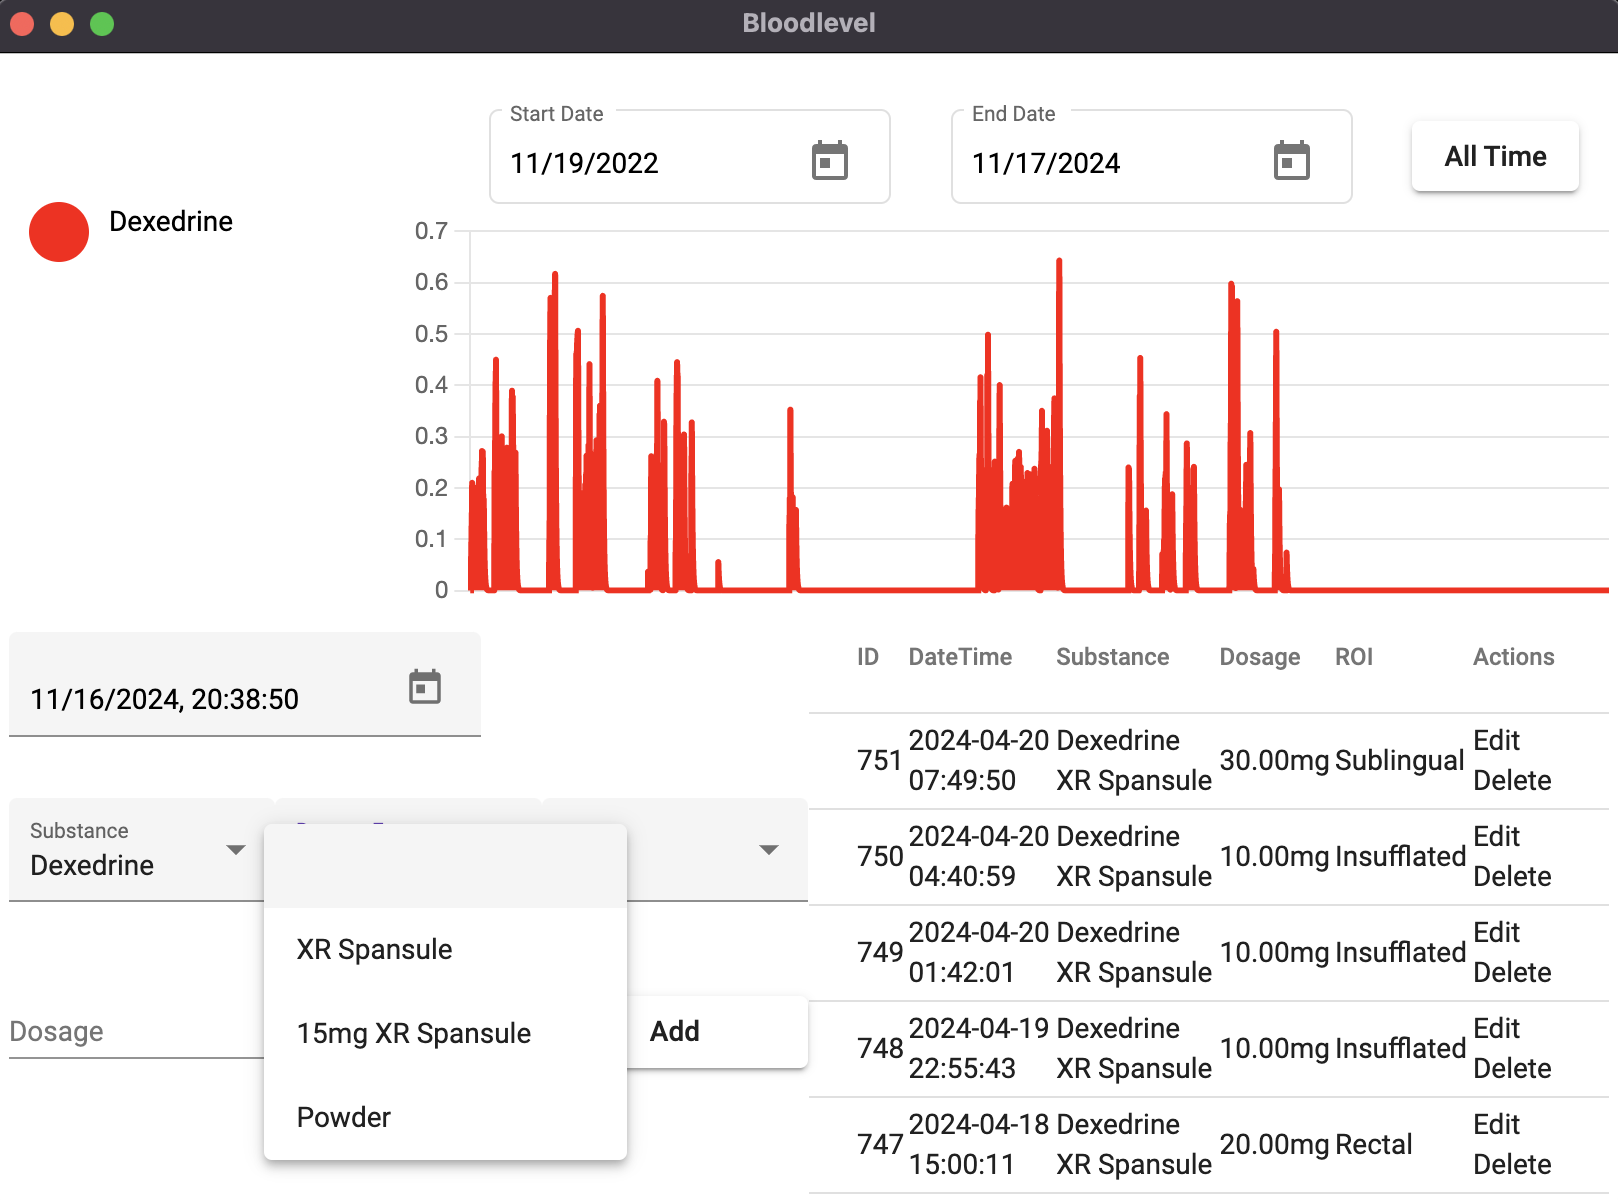 Bloodlevel
Start Date
11/19/2022
End Date
11/17/2024
All Time
Dexedrine
0.7
0.6
0.5
0.4
0.3
0.2
0.1
0
11/16/2024, 20:38:50
Substance
Dexedrine
XR Spansule
15mg XR Spansule
Powder
Dosage
Add
ID DateTime Substance Dosage ROI Actions
751 2024-04-20 07:49:50 Dexedrine XR Spansule 30.00mg Sublingual Edit Delete
750 2024-04-20 04:40:59 Dexedrine XR Spansule 10.00mg Insufflated Edit Delete
749 2024-04-20 01:42:01 Dexedrine XR Spansule 10.00mg Insufflated Edit Delete
748 2024-04-19 22:55:43 Dexedrine XR Spansule 10.00mg Insufflated Edit Delete
747 2024-04-18 15:00:11 Dexedrine XR Spansule 20.00mg Rectal Edit Delete